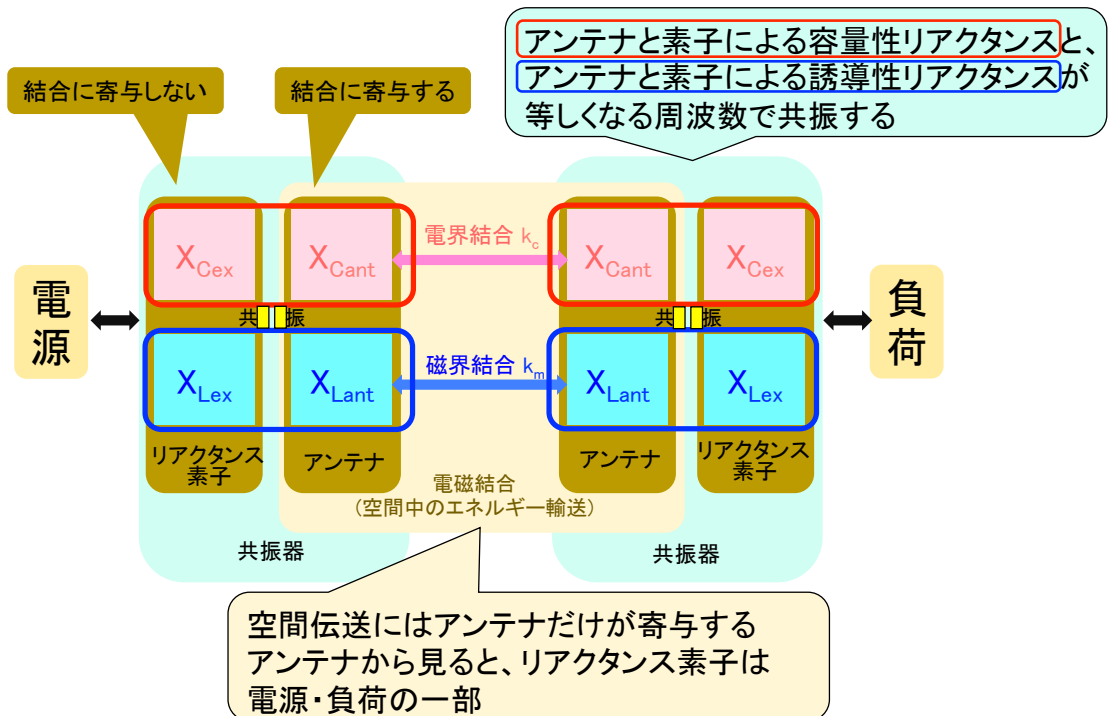 アンテナと素子による容量性リアクタンスと、
アンテナと素子による誘導性リアクタンスが
等しくなる周波数で共振する
結合に寄与しない
結合に寄与する
電源
XCex
XCant
電界結合 kc
XCant
XCex
負荷
共 振
共 振
XLex
XLant
磁界結合 km
XLant
XLex
リアクタンス
素子
アンテナ
アンテナ
リアクタンス
素子
電磁結合
(空間中のエネルギー輸送)
共振器
共振器
空間伝送にはアンテナだけが寄与する
アンテナから見ると、リアクタンス素子は
電源・負荷の一部